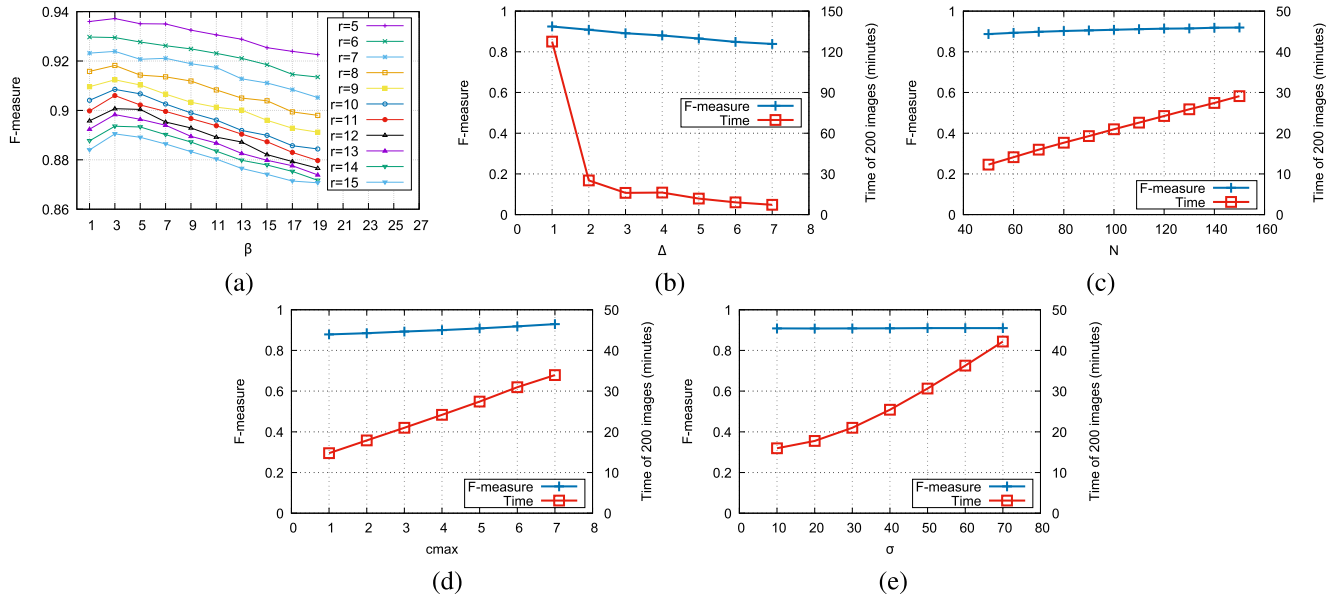 0.94
0.92
0.9
0.88
0.86
F-measure
1 3 5 7 9 11 13 15 17 19 21 23 25 27
β
r=5
r=6
r=7
r=8
r=9
r=10
r=11
r=12
r=13
r=14
r=15
(a)
1
0.8
0.6
0.4
0.2
0
F-measure
0 1 2 3 4 5 6 7 8
Δ
150
120
90
60
30
0
Time of 200 images (minutes)
F-measure
Time
(b)
1
0.8
0.6
0.4
0.2
0
F-measure
40 60 80 100 120 140 160
N
50
40
30
20
10
0
Time of 200 images (minutes)
F-measure
Time
(c)
1
0.8
0.6
0.4
0.2
0
F-measure
0 1 2 3 4 5 6 7 8
cmax
50
40
30
20
10
0
Time of 200 images (minutes)
F-measure
Time
(d)
1
0.8
0.6
0.4
0.2
0
F-measure
0 10 20 30 40 50 60 70 80
σ
50
40
30
20
10
0
Time of 200 images (minutes)
F-measure
Time
(e)